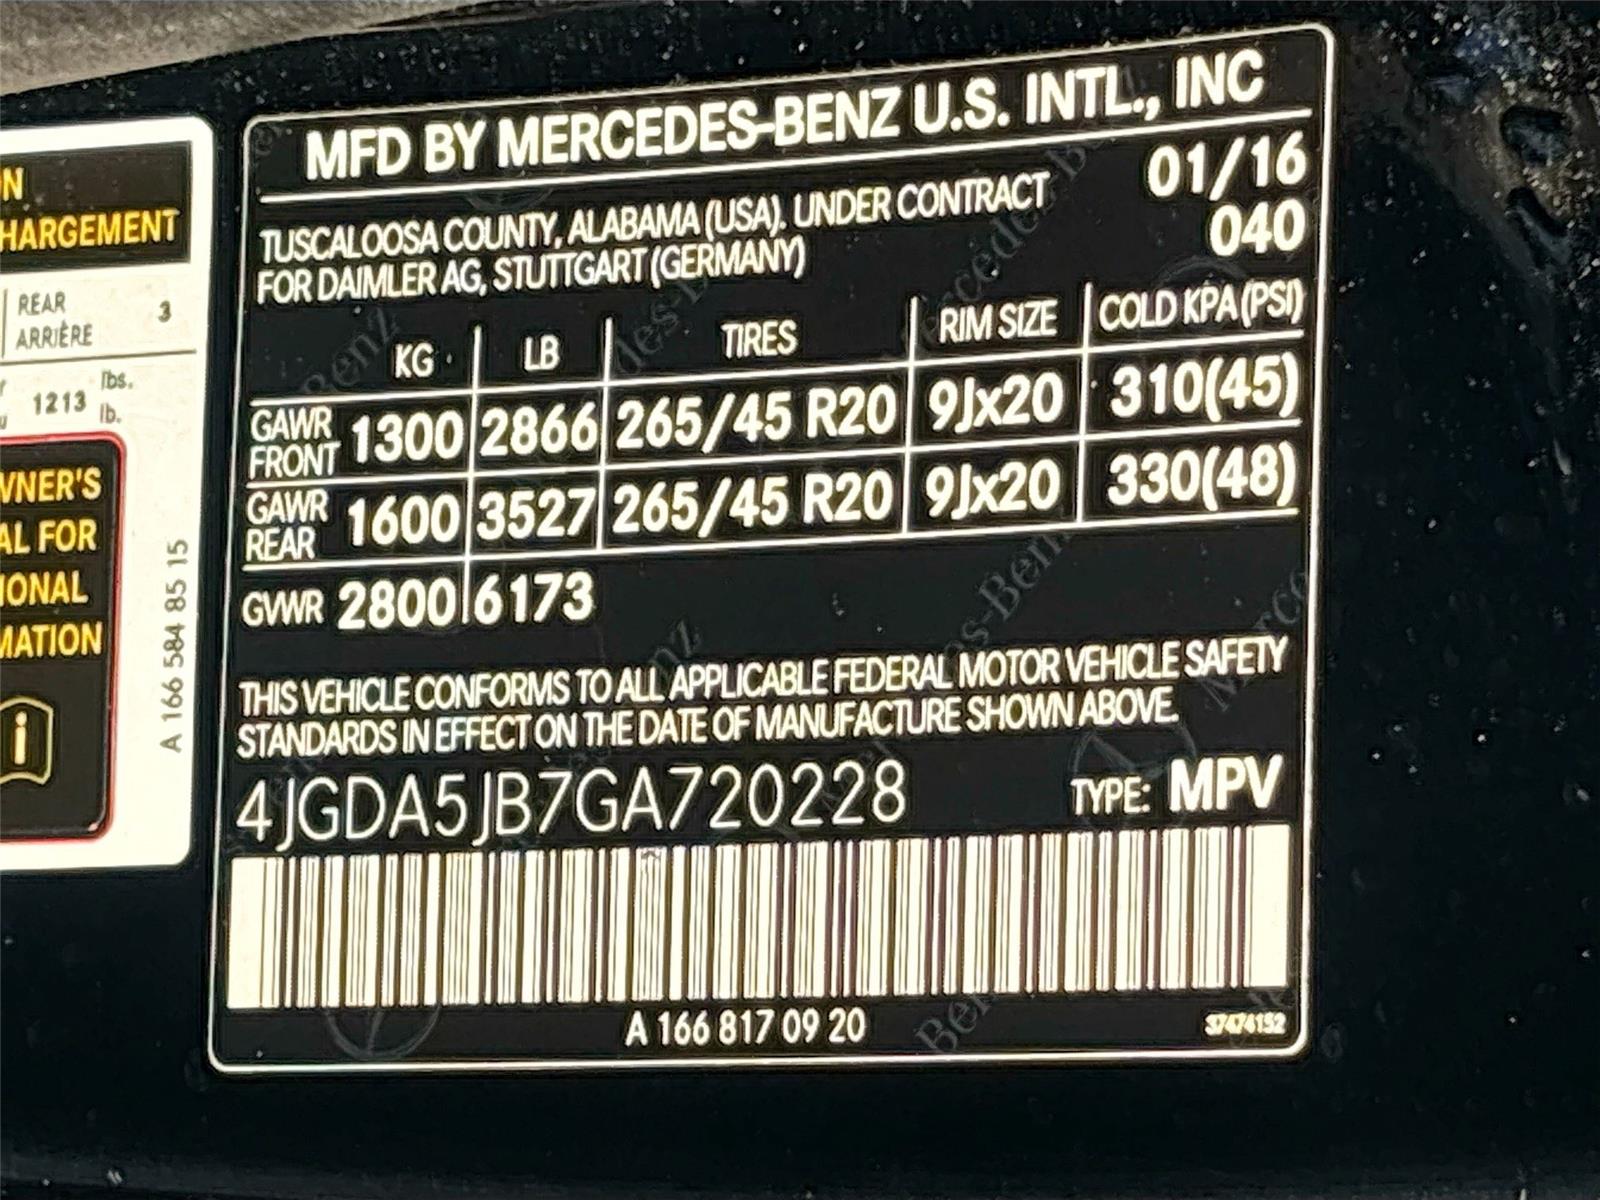 N
HARGEMENT
REAR
ARRIÈRE 3
1213 lbs.
lb.
WNER'S
AL FOR
IONAL
MATION
i
A 166 584 85 15
MFD BY MERCEDES-BENZ U.S. INTL., INC
TUSCALOOSA COUNTY, ALABAMA (USA). UNDER CONTRACT 01/16
FOR DAIMLER AG, STUTTGART (GERMANY) 040
KG LB TIRES RIM SIZE COLD KPA (PSI)
GAWR FRONT 1300 2866 265/45 R20 9Jx20 310(45)
GAWR REAR 1600 3527 265/45 R20 9Jx20 330(48)
GVWR 2800 6173
THIS VEHICLE CONFORMS TO ALL APPLICABLE FEDERAL MOTOR VEHICLE SAFETY
STANDARDS IN EFFECT ON THE DATE OF MANUFACTURE SHOWN ABOVE.
4JGDA5JB7GA720228 TYPE: MPV
A 166 817 09 20 37474152